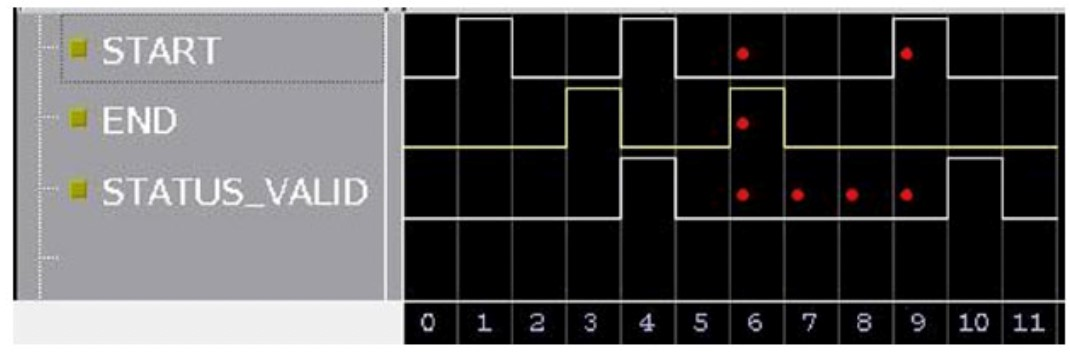 START
END
STATUS_VALID
0 1 2 3 4 5 6 7 8 9 10 11